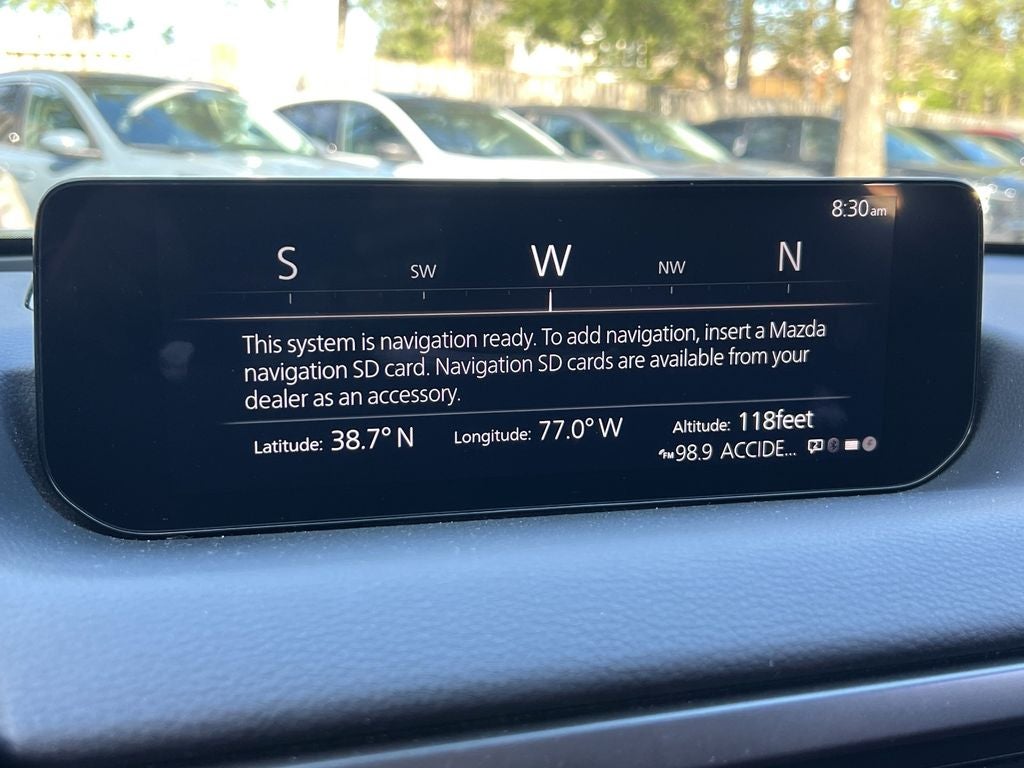 8:30am
S SW W NW N
This system is navigation ready. To add navigation, insert a Mazda
navigation SD card. Navigation SD cards are available from your
dealer as an accessory.
Latitude: 38.7° N Longitude: 77.0° W Altitude: 118feet
FM 98.9 ACCIDE...